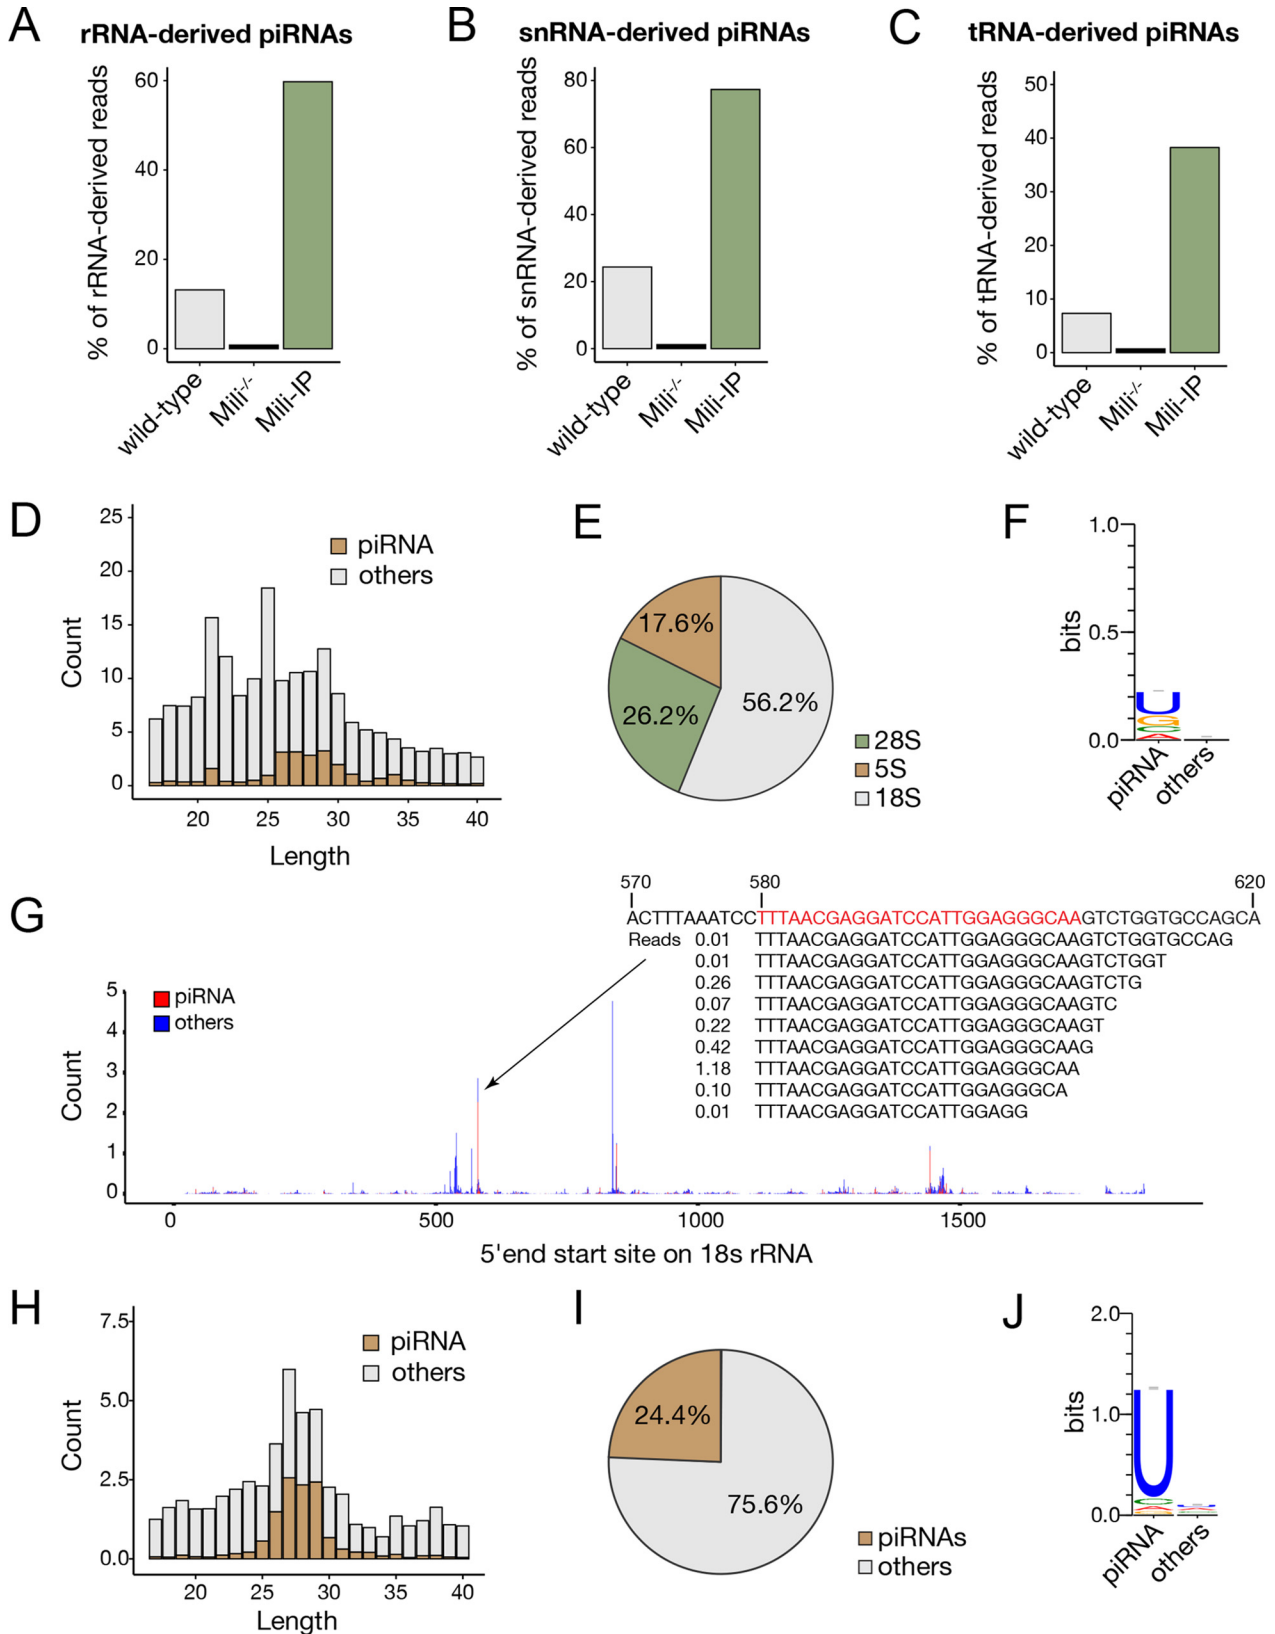 A rRNA-derived piRNAs
% of rRNA-derived reads
60
40
20
0
wild-type
Mili-/-
Mili-IP
B snRNA-derived piRNAs
% of snRNA-derived reads
80
60
40
20
0
wild-type
Mili-/-
Mili-IP
C tRNA-derived piRNAs
% of tRNA-derived reads
50
40
30
20
10
0
wild-type
Mili-/-
Mili-IP
D
Count
25
20
15
10
5
0
piRNA
others
20 25 30 35 40
Length
E
17.6%
26.2%
56.2%
28S
5S
18S
F
bits
1.0
0.5
0.0
U
G
C
A
piRNA
others
G
570 580 620
ACTTTAAATCCTTTAACGAGGATCCATTGGAGGGCAAGTCTGGTGCCAGCA
Reads 0.01 TTTAACGAGGATCCATTGGAGGGCAAGTCTGGTGCCAG
0.01 TTTAACGAGGATCCATTGGAGGGCAAGTCTGGT
0.26 TTTAACGAGGATCCATTGGAGGGCAAGTCTG
0.07 TTTAACGAGGATCCATTGGAGGGCAAGTC
0.22 TTTAACGAGGATCCATTGGAGGGCAAGT
0.42 TTTAACGAGGATCCATTGGAGGGCAAG
1.18 TTTAACGAGGATCCATTGGAGGGCAA
0.10 TTTAACGAGGATCCATTGGAGGGCA
0.01 TTTAACGAGGATCCATTGGAGG
Count
5
4
3
2
1
0
piRNA
others
0 500 1000 1500
5'end start site on 18s rRNA
H
Count
7.5
5.0
2.5
0.0
piRNA
others
20 25 30 35 40
Length
I
24.4%
75.6%
piRNAs
others
J
bits
2.0
1.0
0.0
U
piRNA
others